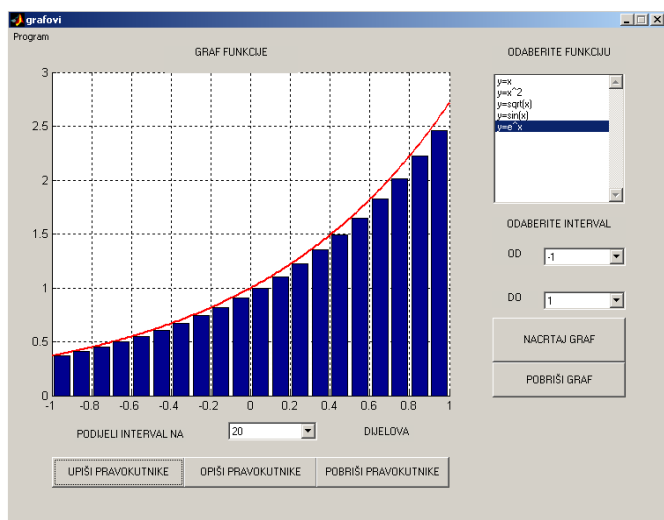 grafovi
Program
GRAF FUNKCIJE
3
2.5
2
1.5
1
0.5
0
-1 -0.8 -0.6 -0.4 -0.2 0 0.2 0.4 0.6 0.8 1
PODIJELI INTERVAL NA 20 DIJELOVA
UPIŠI PRAVOKUTNIKE OPIŠI PRAVOKUTNIKE POBRIŠI PRAVOKUTNIKE
ODABERITE FUNKCIJU
y=x
y=x^2
y=sqrt(x)
y=sin(x)
y=e^x
ODABERITE INTERVAL
OD -1
DO 1
NACRTAJ GRAF
POBRIŠI GRAF